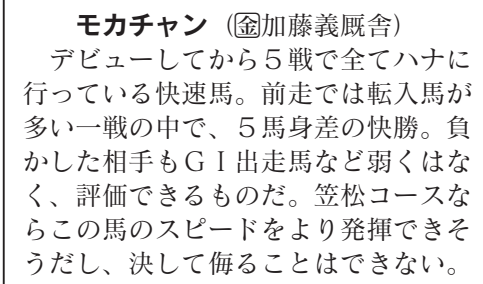 モカチャン（金加藤義厩舎）
デビューしてから５戦で全てハナに
行っている快速馬。前走では転入馬が
多い一戦の中で、５馬身差の快勝。負
かした相手もＧⅠ出走馬など弱くはな
く、評価できるものだ。笠松コースな
らこの馬のスピードをより発揮できそ
うだし、決して侮ることはできない。